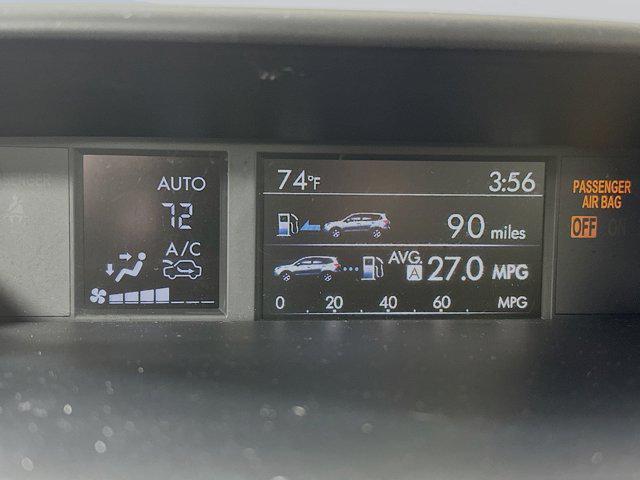 AUTO
72
A/C
74°F 3:56
90 miles
AVG A 27.0 MPG
0 20 40 60 MPG
PASSENGER
AIR BAG
OFF ON